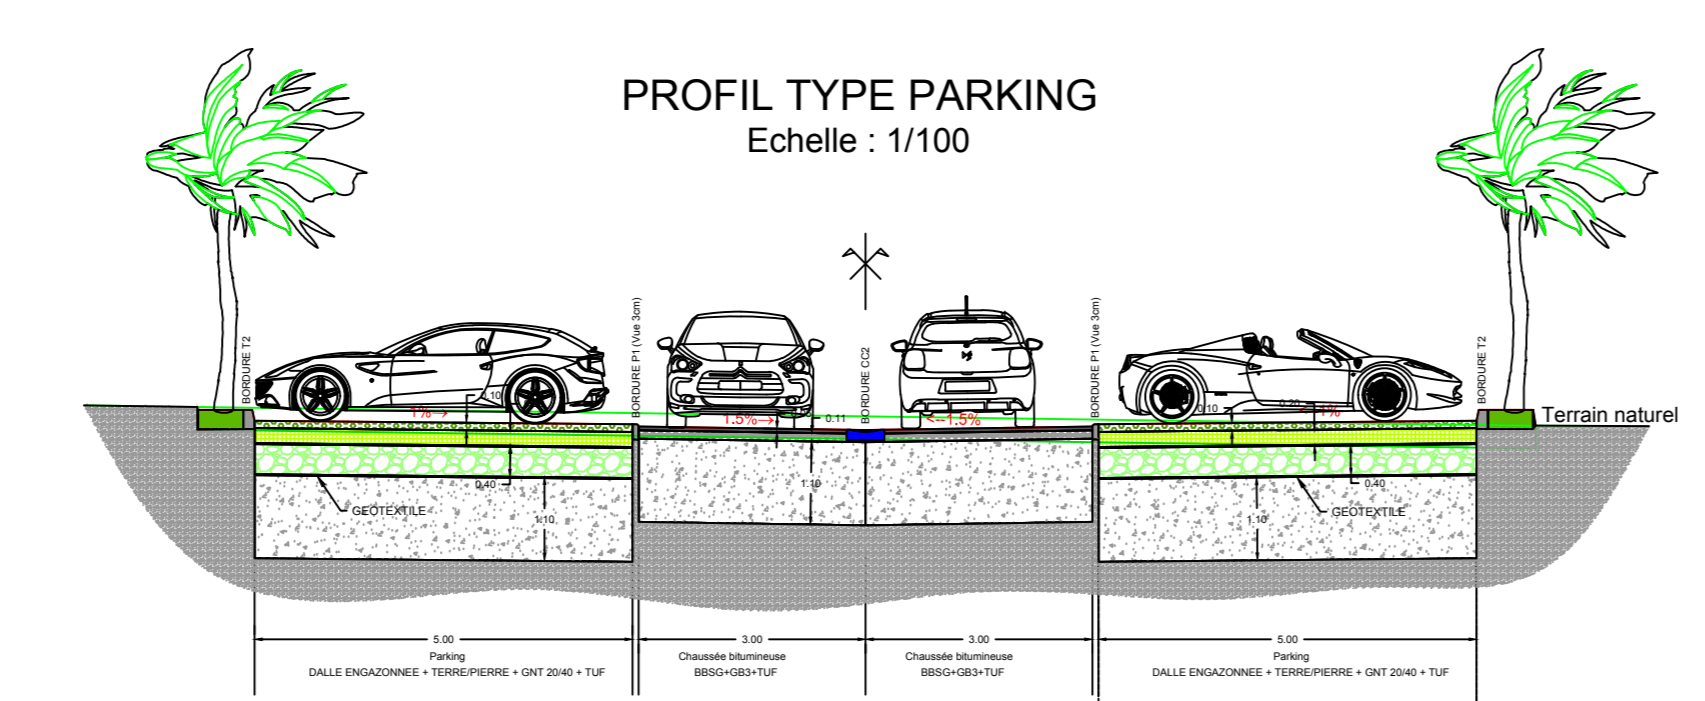 PROFIL TYPE PARKING
Echelle : 1/100
BORDURE T2
BORDURE P1 (Vue 3cm)
BORDURE CC2
BORDURE P1 (Vue 3cm)
BORDURE T2
1%→
0.10
1.5%→
0.11
<--1.5%
0.10
0.20
Terrain naturel
0.40
1.10
0.40
GEOTEXTILE
1.10
GEOTEXTILE
1.10
5.00
3.00
3.00
5.00
Parking
Chaussée bitumineuse
Chaussée bitumineuse
Parking
DALLE ENGAZONNEE + TERRE/PIERRE + GNT 20/40 + TUF
BBSG+GB3+TUF
BBSG+GB3+TUF
DALLE ENGAZONNEE + TERRE/PIERRE + GNT 20/40 + TUF